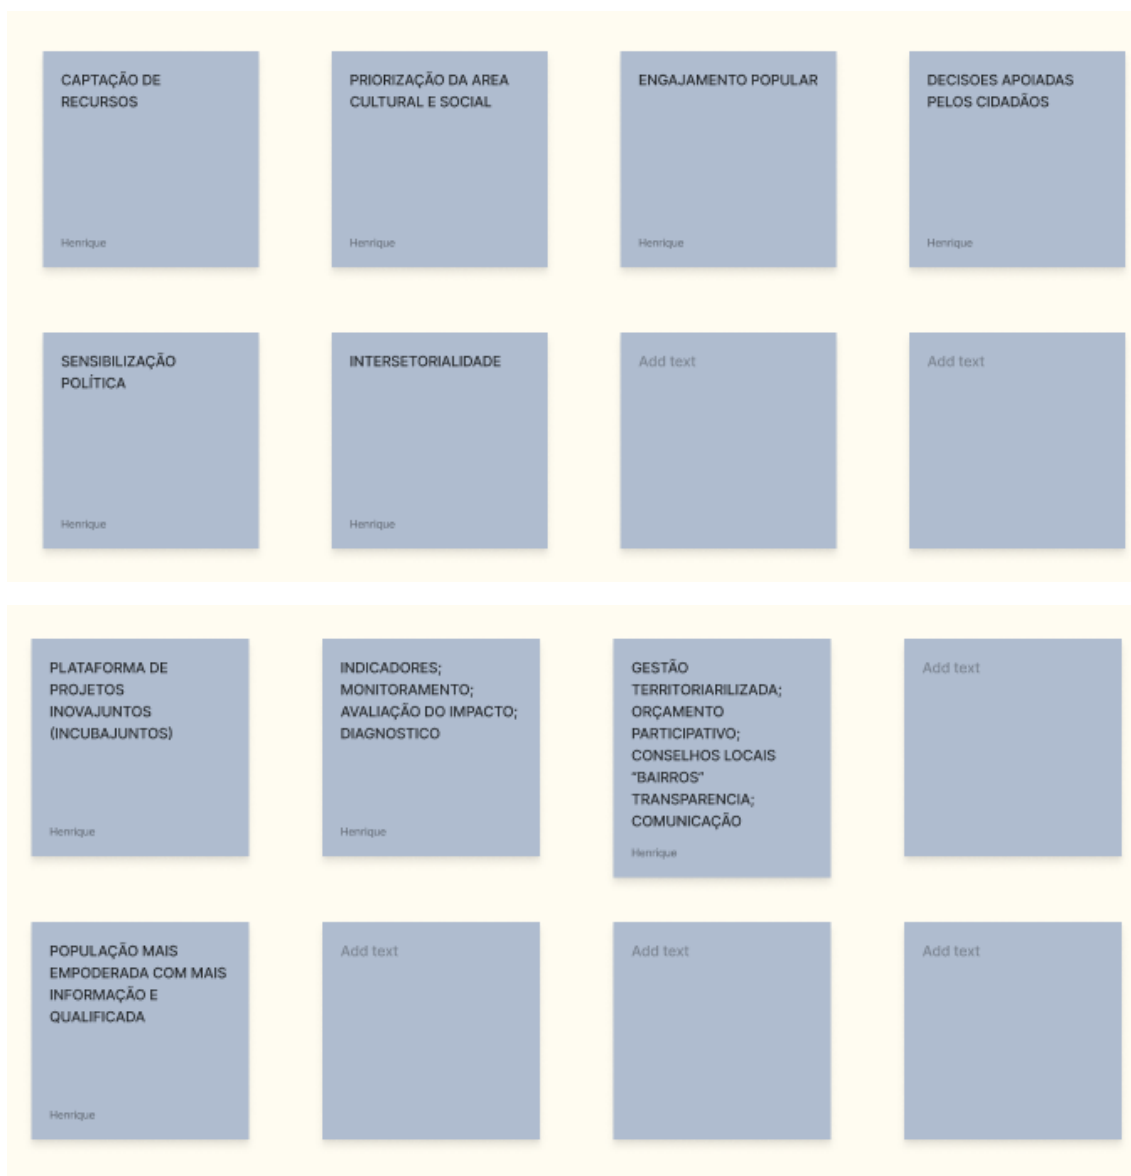 CAPTAÇÃO DE
RECURSOS
Henrique
PRIORIZAÇÃO DA AREA
CULTURAL E SOCIAL
Henrique
ENGAJAMENTO POPULAR
Henrique
DECISOES APOIADAS
PELOS CIDADÃOS
Henrique
SENSIBILIZAÇÃO
POLÍTICA
Henrique
INTERSETORIALIDADE
Henrique
Add text
Add text
PLATAFORMA DE
PROJETOS
INOVAJUNTOS
(INCUBAJUNTOS)
Henrique
INDICADORES;
MONITORAMENTO;
AVALIAÇÃO DO IMPACTO;
DIAGNOSTICO
Henrique
GESTÃO
TERRITORIARILIZADA;
ORÇAMENTO
PARTICIPATIVO;
CONSELHOS LOCAIS
"BAIRROS"
TRANSPARENCIA;
COMUNICAÇÃO
Henrique
Add text
POPULAÇÃO MAIS
EMPODERADA COM MAIS
INFORMAÇÃO E
QUALIFICADA
Henrique
Add text
Add text
Add text